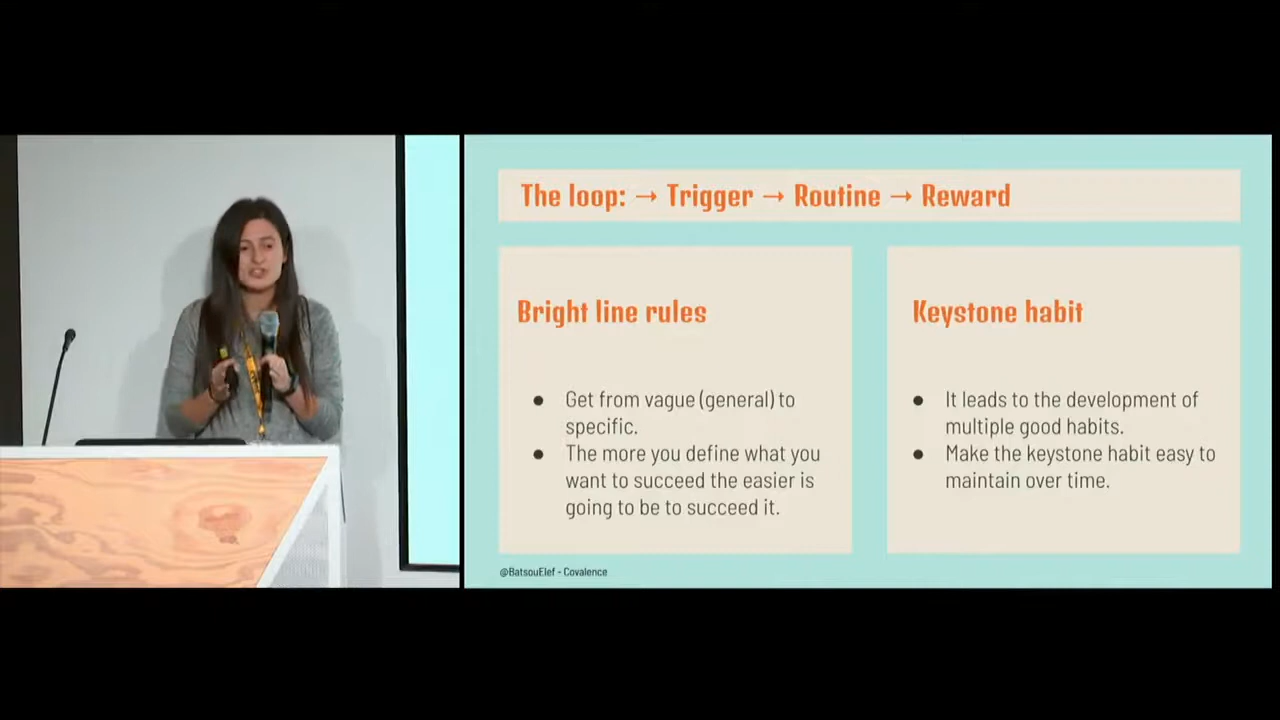 The loop: → Trigger → Routine → Reward
Bright line rules
● Get from vague (general) to
specific.
● The more you define what you
want to succeed the easier is
going to be to succeed it.
Keystone habit
● It leads to the development of
multiple good habits.
● Make the keystone habit easy to
maintain over time.
@BatsouElef - Covalence